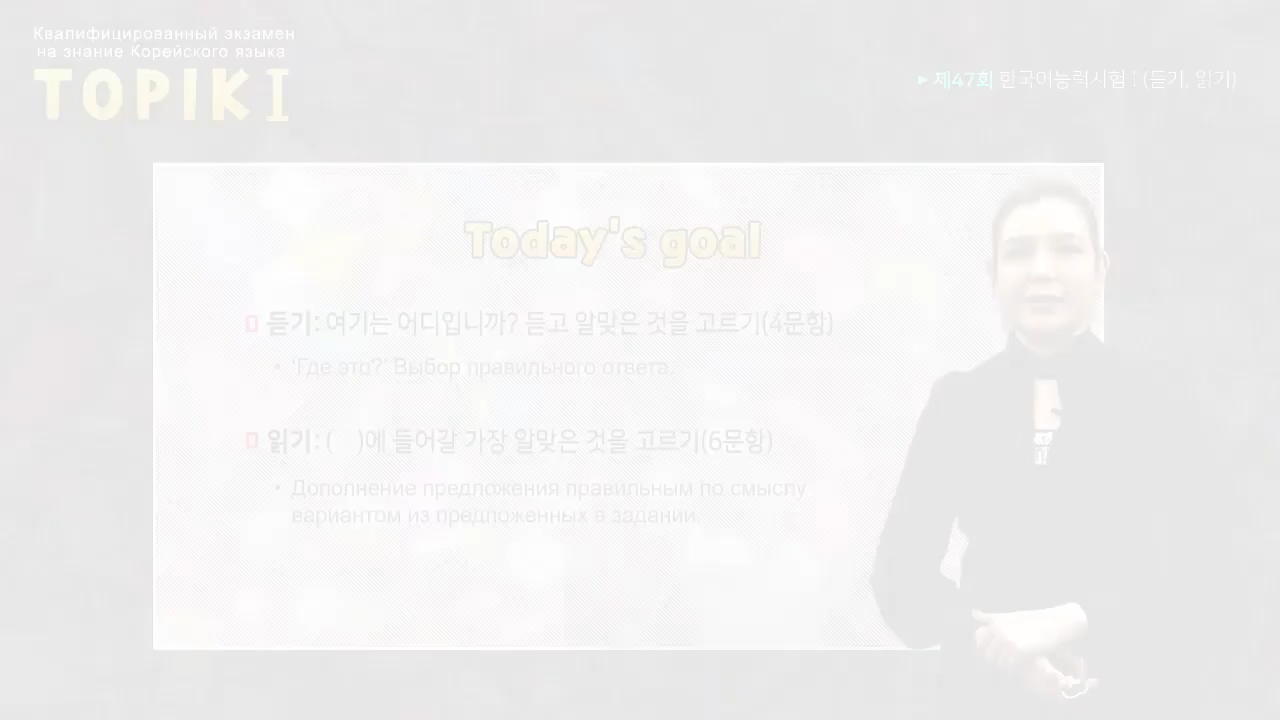 Квалифицированный экзамен
на знание Корейского языка
TOPIK I
▶ 제47회 한국어능력시험 I (듣기, 읽기)
Today's goal
듣기: 여기는 어디입니까? 듣고 알맞은 것을 고르기(4문항)
• 'Где это?' Выбор правильного ответа.
읽기: ( )에 들어갈 가장 알맞은 것을 고르기(6문항)
• Дополнение предложения правильным по смыслу
вариантом из предложенных в задании.